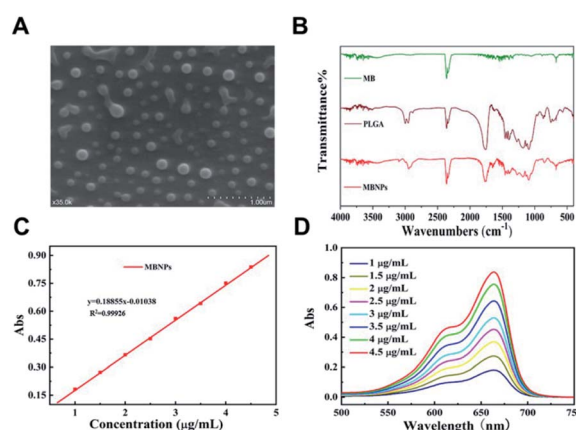 A
x35.0k
1.00um
B
Transmittance%
MB
PLGA
MBNPs
4000 3500 3000 2500 2000 1500 1000 500
Wavenumbers (cm⁻¹)
C
Abs
0.90
0.75
0.60
0.45
0.30
0.15
MBNPs
y=0.18855x-0.01038
R²=0.99926
1 2 3 4 5
Concentration (μg/mL)
D
Abs
1.0
0.8
0.6
0.4
0.2
0.0
1 μg/mL
1.5 μg/mL
2 μg/mL
2.5 μg/mL
3 μg/mL
3.5 μg/mL
4 μg/mL
4.5 μg/mL
500 550 600 650 700 750
Wavelength (nm)